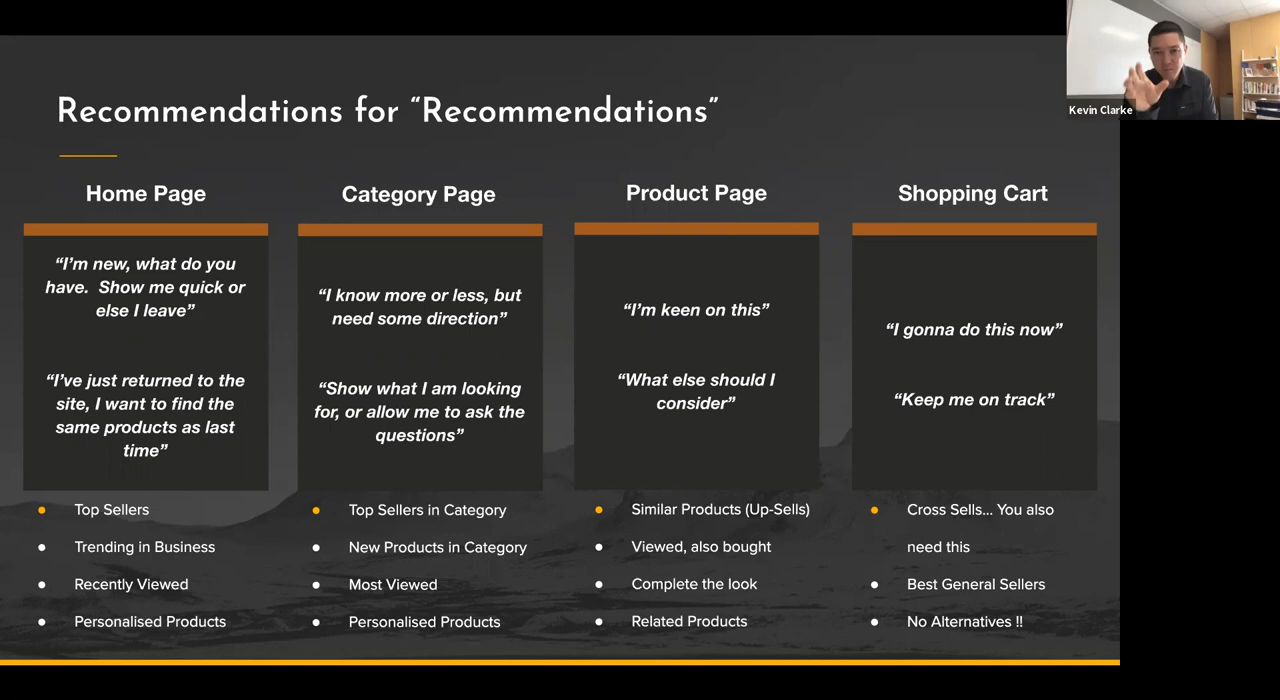 Kevin Clarke
Recommendations for “Recommendations”
Home Page
“I’m new, what do you
have.  Show me quick or
else I leave”
“I’ve just returned to the
site, I want to find the
same products as last
time”
Top Sellers
Trending in Business
Recently Viewed
Personalised Products
Category Page
“I know more or less, but
need some direction”
“Show what I am looking
for, or allow me to ask the
questions”
Top Sellers in Category
New Products in Category
Most Viewed
Personalised Products
Product Page
“I’m keen on this”
“What else should I
consider”
Similar Products (Up-Sells)
Viewed, also bought
Complete the look
Related Products
Shopping Cart
“I gonna do this now”
“Keep me on track”
Cross Sells... You also
need this
Best General Sellers
No Alternatives !!